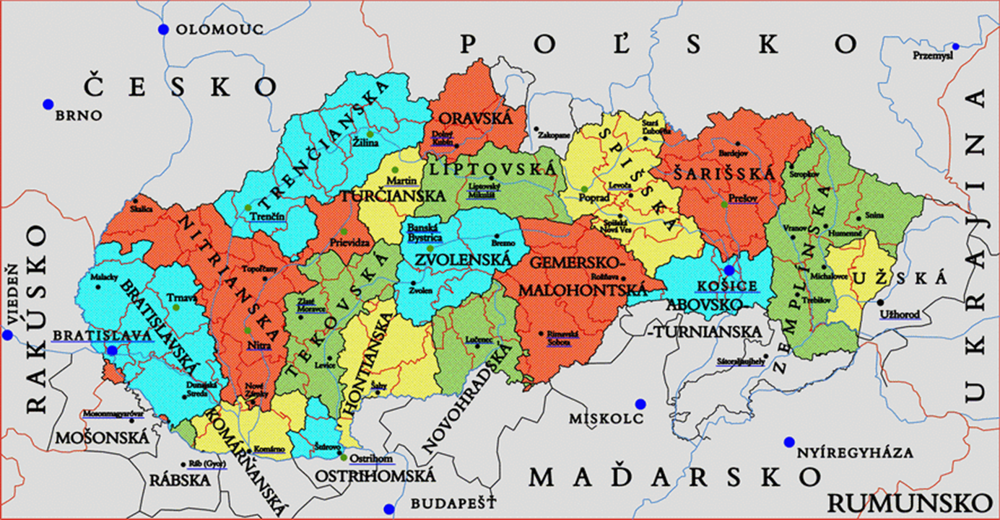 OLOMOUC
POĽSKO
Przemysl
ČESKO
BRNO
TRENČIANSKA
ORAVSKÁ
Dolný
Kubín
Zakopane
Stará
Ľubovňa
SPIŠSKÁ
Žilina
Bardejov
ŠARIŠSKÁ
Prešov
Stropkov
UKRAJINA
LIPTOVSKÁ
Liptovský
Mikuláš
Martin
TURČIANSKA
Levoča
Poprad
Spišská
Nová Ves
Skalica
NITRIANSKA
Trenčín
Prievidza
Banská
Bystrica
Brezno
ZVOLENSKÁ
Zvolen
GEMERSKO-
MALOHONTSKÁ
Rožňava
Snina
Humenné
Vranov
Michalovce
Trebišov
ZEMPLÍNSKA
UŽSKÁ
Užhorod
VIEDEŇ
RAKÚSKO
Malacky
BRATISLAVSKÁ
Trnava
Topoľčany
Zlaté
Moravce
TEKOVSKÁ
KOŠICE
ABOVSKO-
-TURNIANSKA
BRATISLAVA
Nitra
Levice
HONTIANSKA
Lučenec
Rimavská
Sobota
Sátoraljaujhely
Dunajská
Streda
Nové
Zámky
Šahy
NOVOHRADSKÁ
Mosonmagyaróvar
MOŠONSKÁ
KOMÁRŇANSKÁ
Komárno
Štúrovo
Ostrihom
OSTRIHOMSKÁ
MISKOLC
NYÍREGYHÁZA
Ráb (Gyor)
RÁBSKA
MAĎARSKO
BUDAPEŠŤ
RUMUNSKO